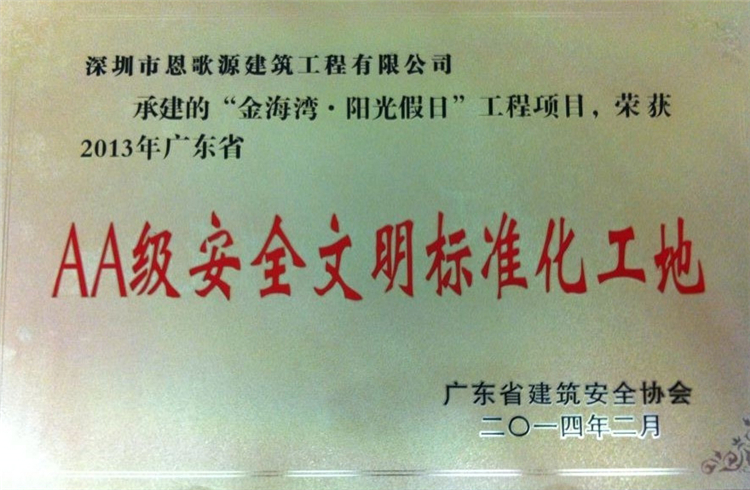 深圳市恩歌源建筑工程有限公司
承建的“金海湾·阳光假日”工程项目，荣获
2013年广东省
AA级安全文明标准化工地
广东省建筑安全协会
二〇一四年二月